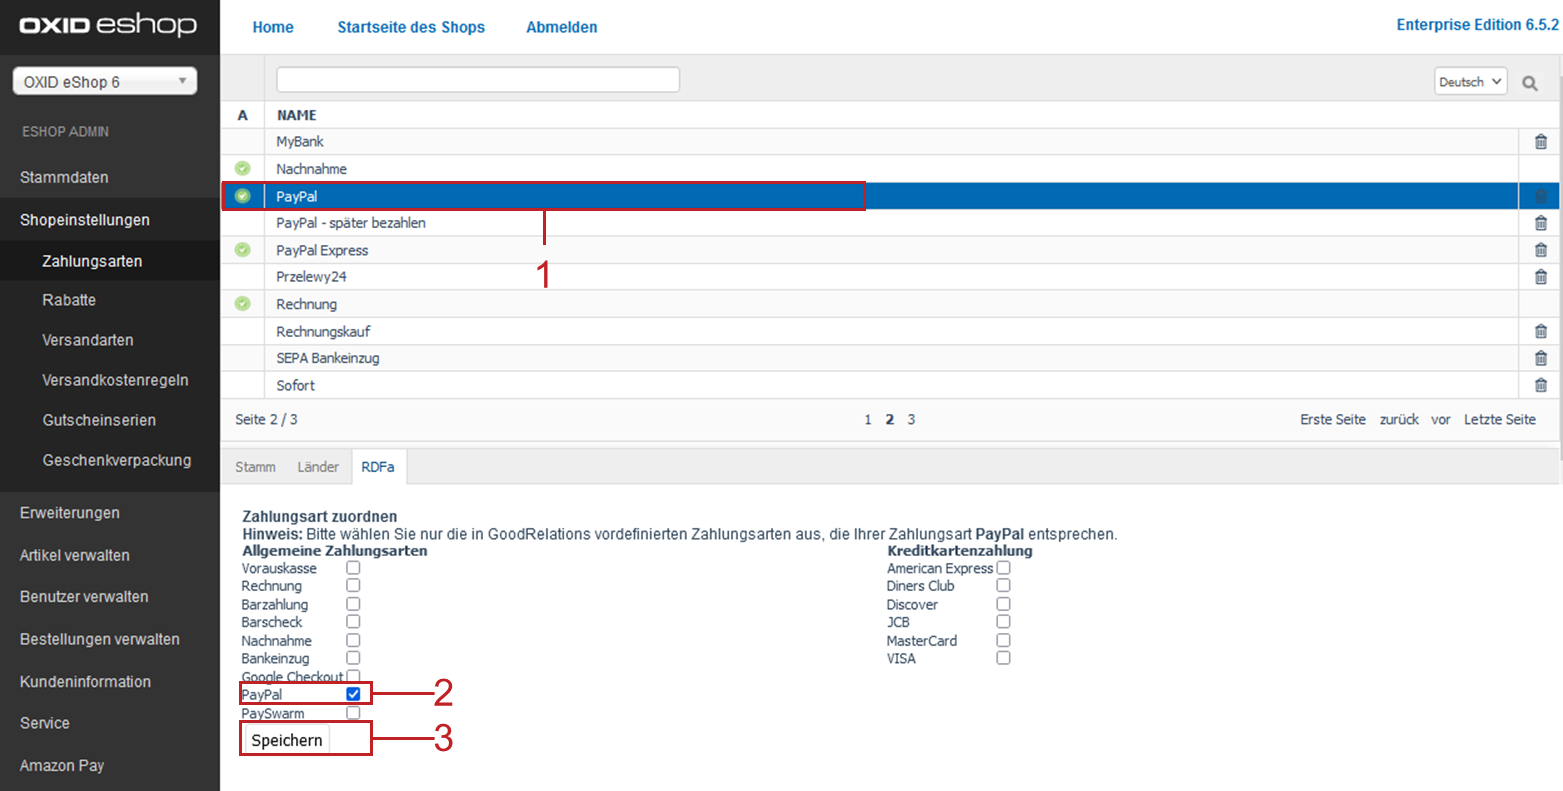 OXID eshop
Home Startseite des Shops Abmelden
Enterprise Edition 6.5.2
OXID eShop 6
ESHOP ADMIN
Stammdaten
Shopeinstellungen
Zahlungsarten
Rabatte
Versandarten
Versandkostenregeln
Gutscheinserien
Geschenkverpackung
Erweiterungen
Artikel verwalten
Benutzer verwalten
Bestellungen verwalten
Kundeninformation
Service
Amazon Pay
Deutsch
A NAME
MyBank
Nachnahme
PayPal
PayPal - später bezahlen
1
PayPal Express
Przelewy24
Rechnung
Rechnungskauf
SEPA Bankeinzug
Sofort
Seite 2 / 3 1 2 3 Erste Seite zurück vor Letzte Seite
Stamm Länder RDFa
Zahlungsart zuordnen
Hinweis: Bitte wählen Sie nur die in GoodRelations vordefinierten Zahlungsarten aus, die Ihrer Zahlungsart PayPal entsprechen.
Allgemeine Zahlungsarten
Vorauskasse
Rechnung
Barzahlung
Barscheck
Nachnahme
Bankeinzug
Google Checkout
PayPal 2
PaySwarm
Speichern 3
Kreditkartenzahlung
American Express
Diners Club
Discover
JCB
MasterCard
VISA